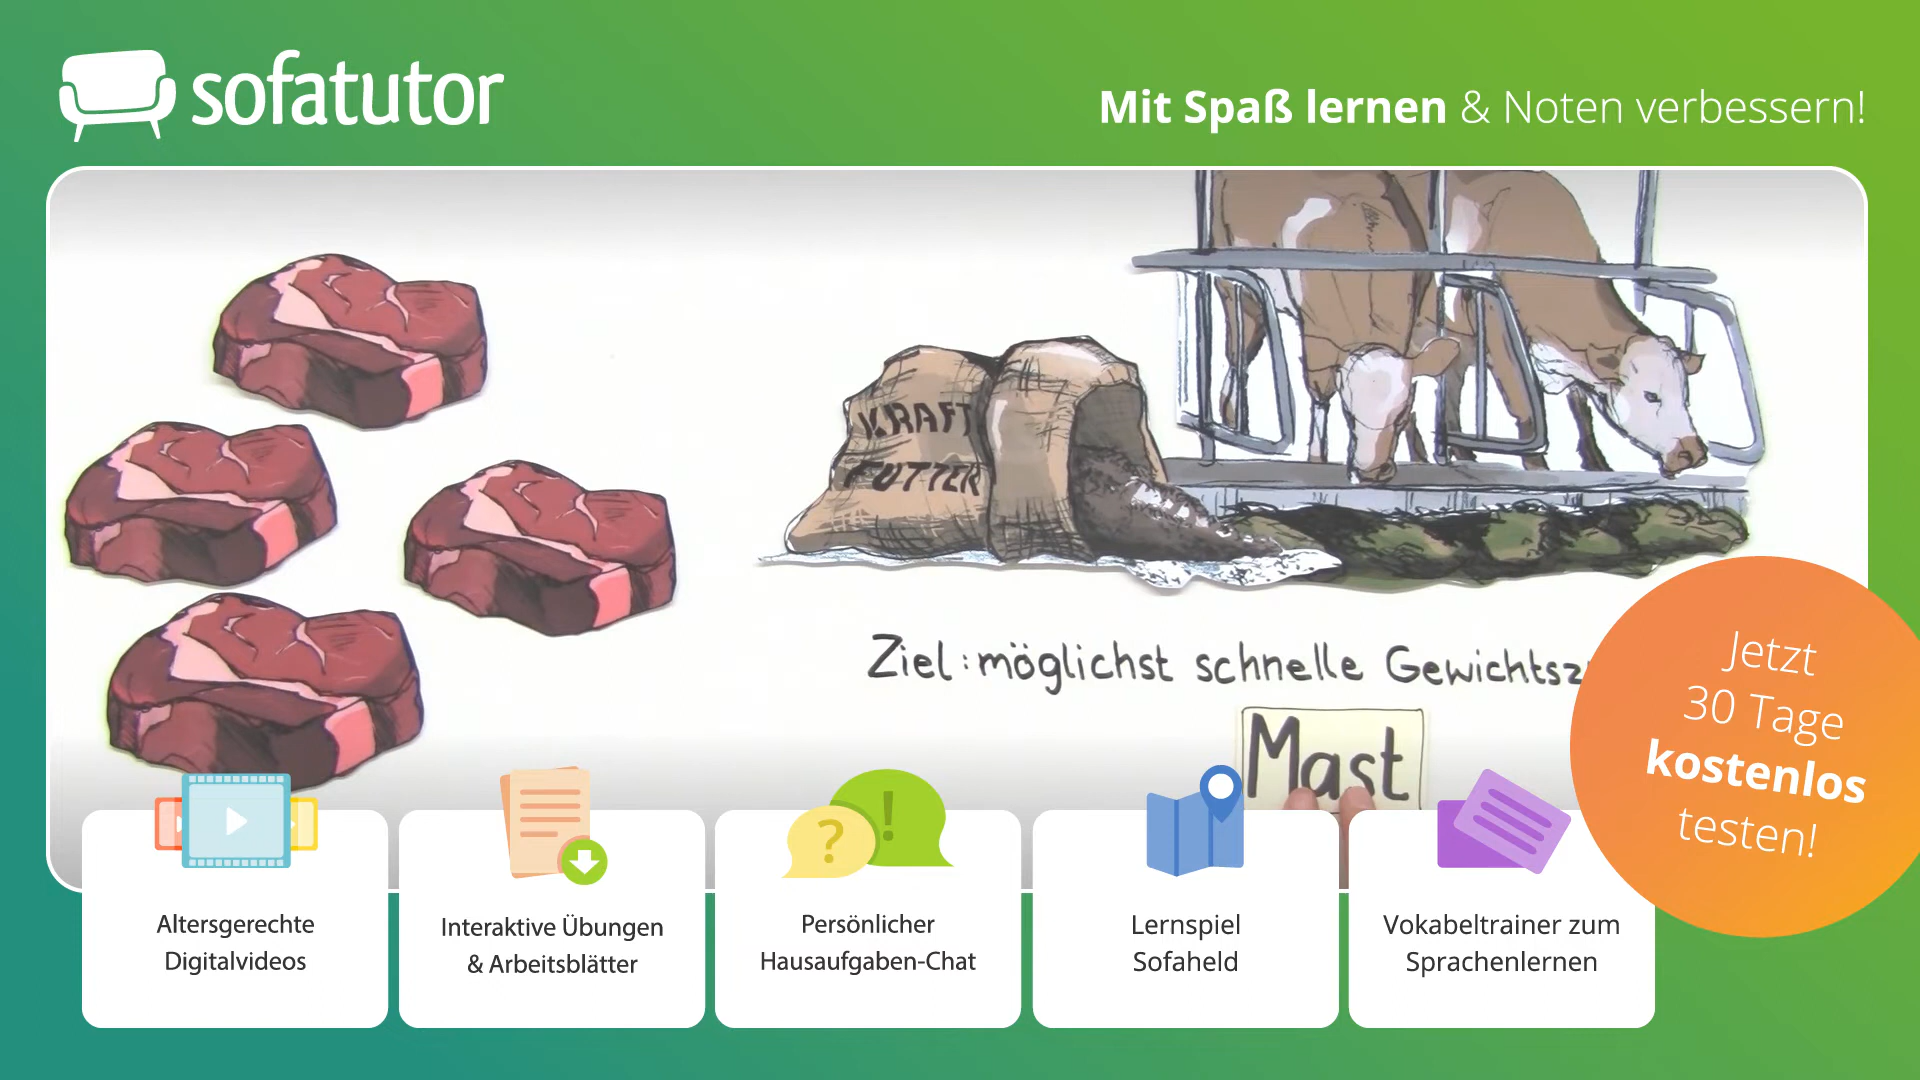 sofatutor
Mit Spaß lernen & Noten verbessern!
KRAFT
FUTTER
Ziel: möglichst schnelle
Mast
Jetzt
30 Tage
kostenlos
testen!
Altersgerechte
Digitalvideos
Interaktive Übungen
& Arbeitsblätter
Persönlicher
Hausaufgaben-Chat
Lernspiel
Sofaheld
Vokabeltrainer zum
Sprachenlernen